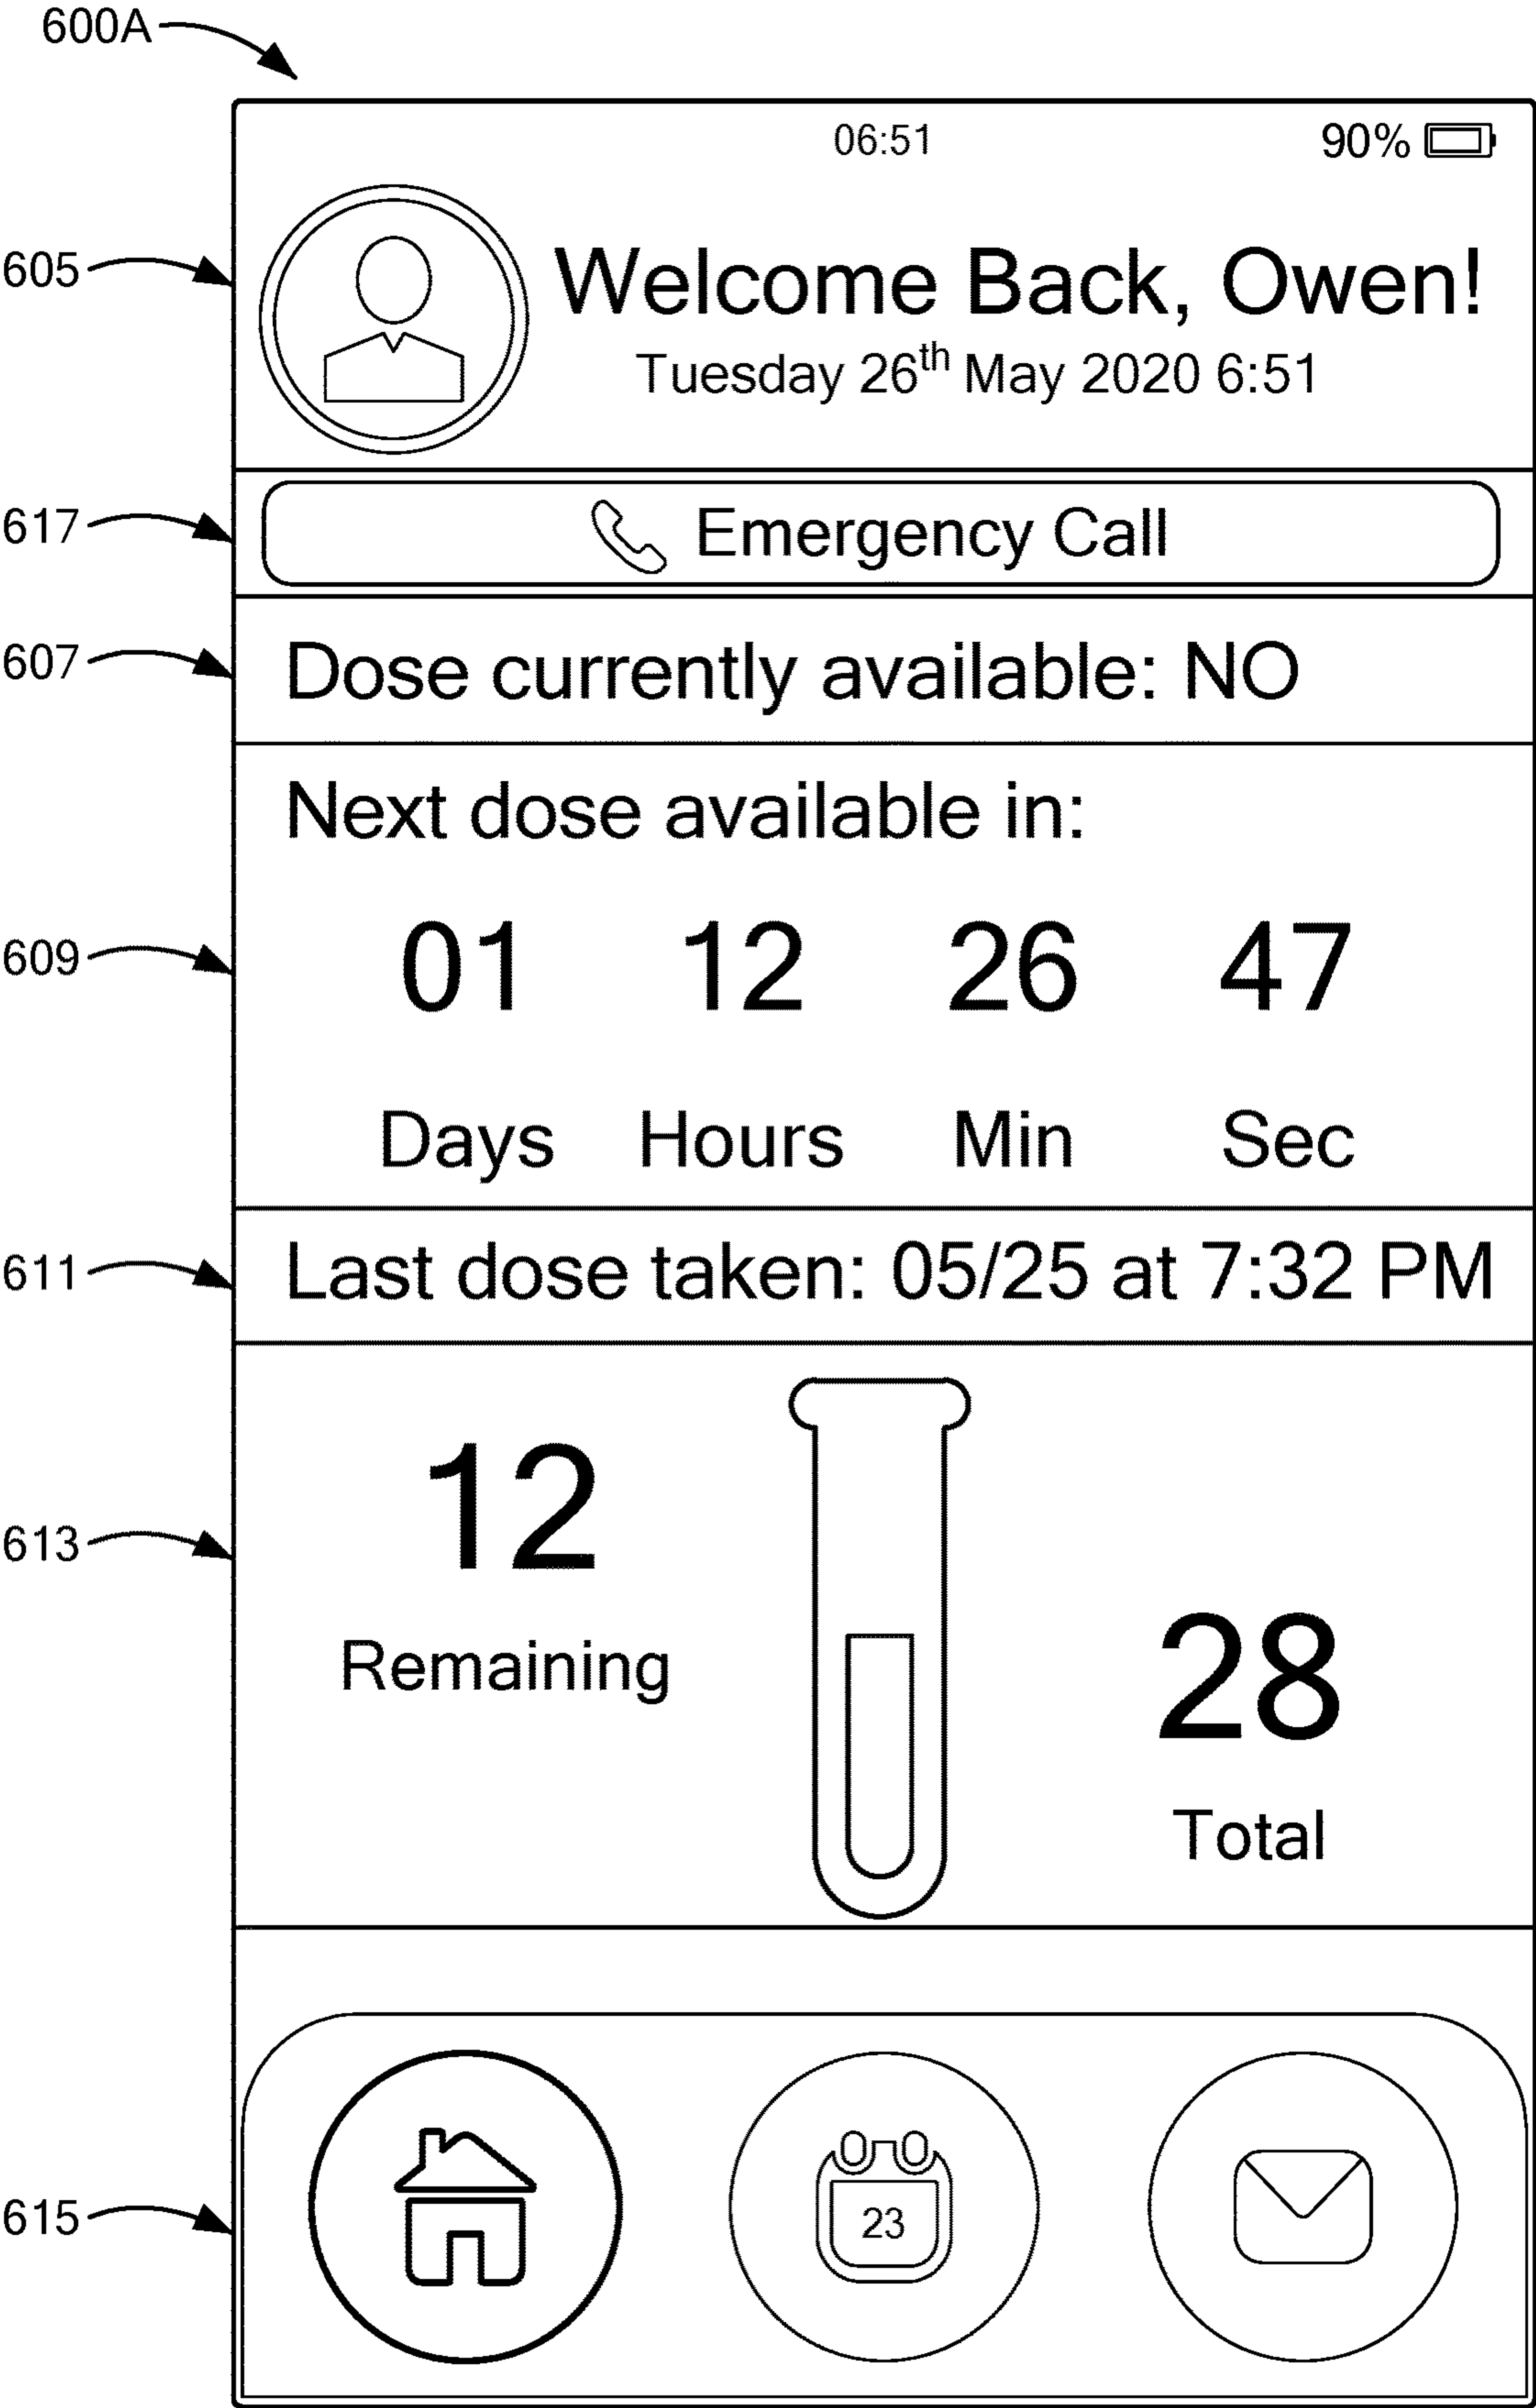 600A
06:51 90%
605
Welcome Back, Owen!
Tuesday 26th May 2020 6:51
617
Emergency Call
607
Dose currently available: NO
Next dose available in:
609
01 12 26 47
Days Hours Min Sec
611
Last dose taken: 05/25 at 7:32 PM
613
12
Remaining
28
Total
615
23